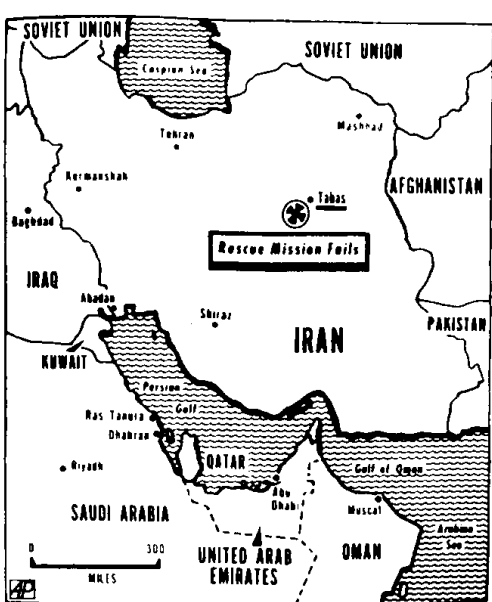 SOVIET UNION
SOVIET UNION
Caspian Sea
Tehran
Mashhad
Kermanshah
Tabas
AFGHANISTAN
Baghdad
Rescue Mission Fails
IRAQ
Abadan
Shiraz
IRAN
PAKISTAN
KUWAIT
Persian
Gulf
Ras Tanura
Dhahran
QATAR
Gulf of Oman
Riyadh
Abu
Dhabi
Muscat
SAUDI ARABIA
Arabian
Sea
0 300
MILES
UNITED ARAB
EMIRATES
OMAN
AP